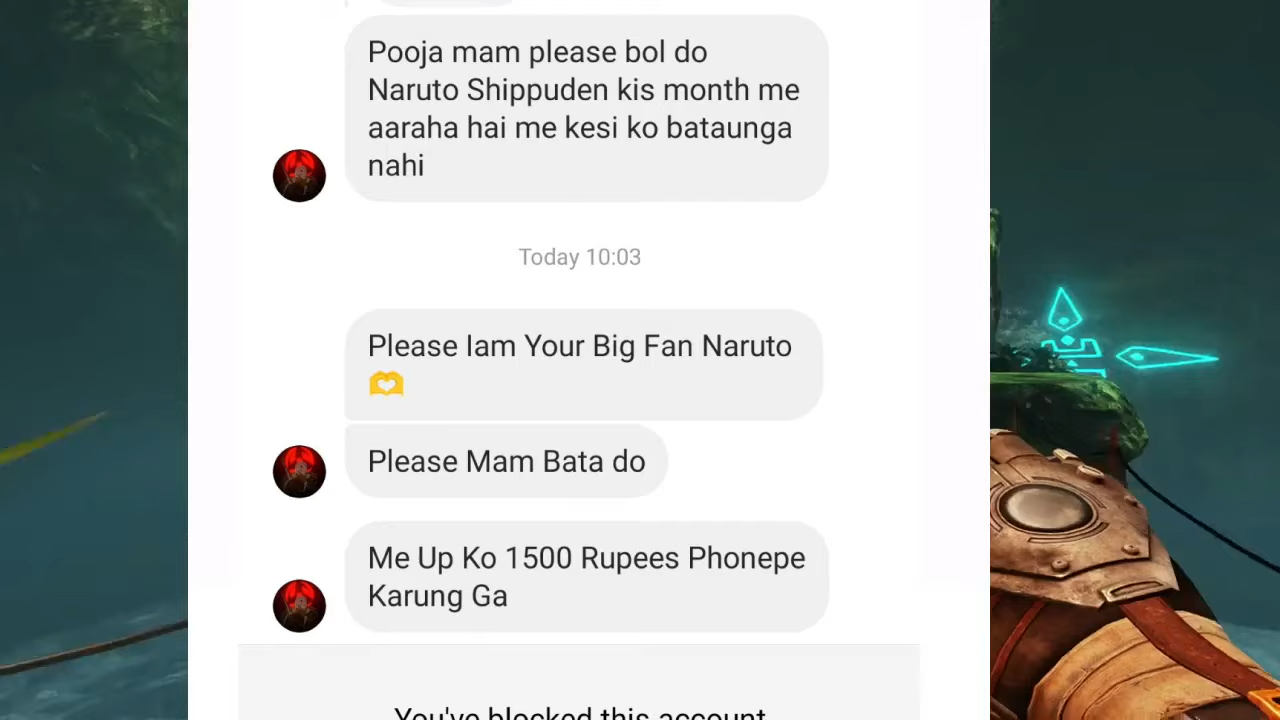 Pooja mam please bol do
Naruto Shippuden kis month me
aaraha hai me kesi ko bataunga
nahi
Today 10:03
Please Iam Your Big Fan Naruto
🫶
Please Mam Bata do
Me Up Ko 1500 Rupees Phonepe
Karung Ga
You've blocked this account